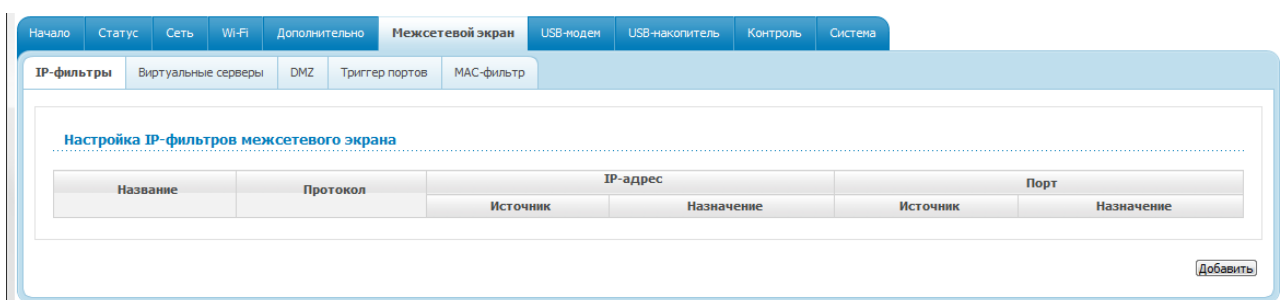 Начало Статус Сеть Wi-Fi Дополнительно Межсетевой экран USB-модем USB-накопитель Контроль Система
IP-фильтры Виртуальные серверы DMZ Триггер портов MAC-фильтр
Настройка IP-фильтров межсетевого экрана
Название Протокол IP-адрес Порт
Источник Назначение Источник Назначение
Добавить